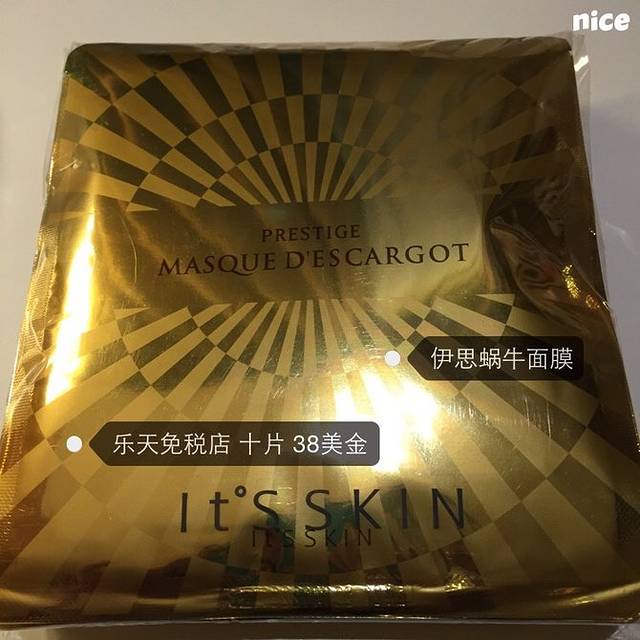 nice
PRESTIGE
MASQUE D'ESCARGOT
伊思蜗牛面膜
乐天免税店 十片 38美金
It°S SKIN
IT'S SKIN